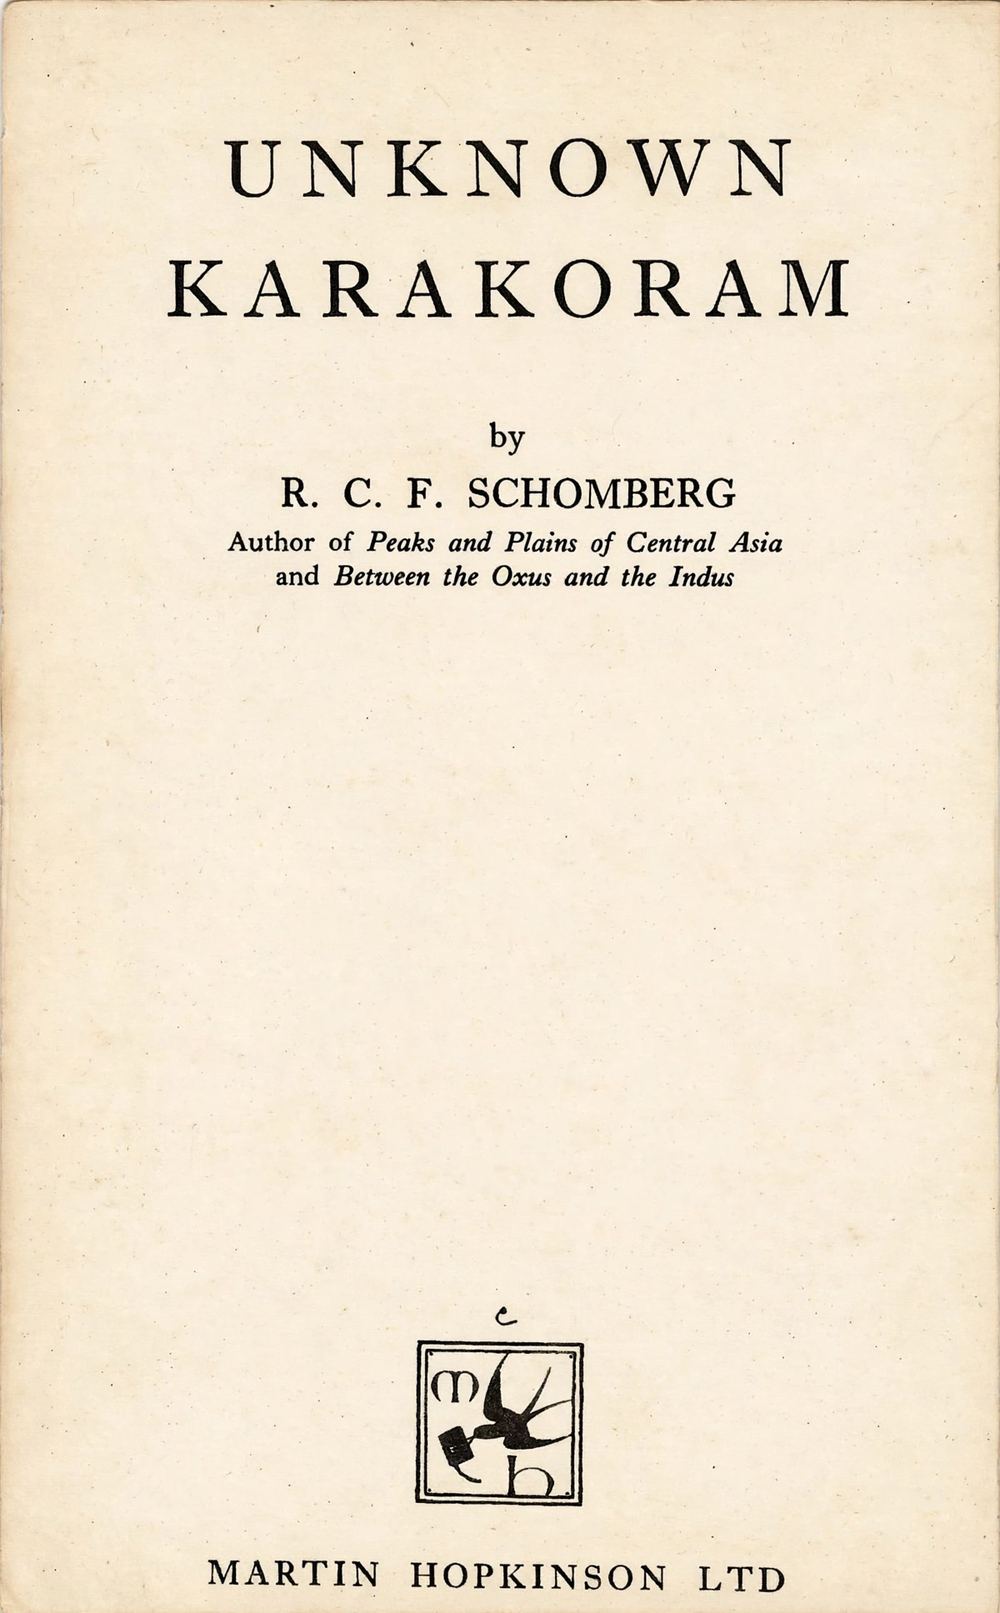 UNKNOWN
KARAKORAM
by
R. C. F. SCHOMBERG
Author of Peaks and Plains of Central Asia
and Between the Oxus and the Indus
c
m
h
MARTIN HOPKINSON LTD